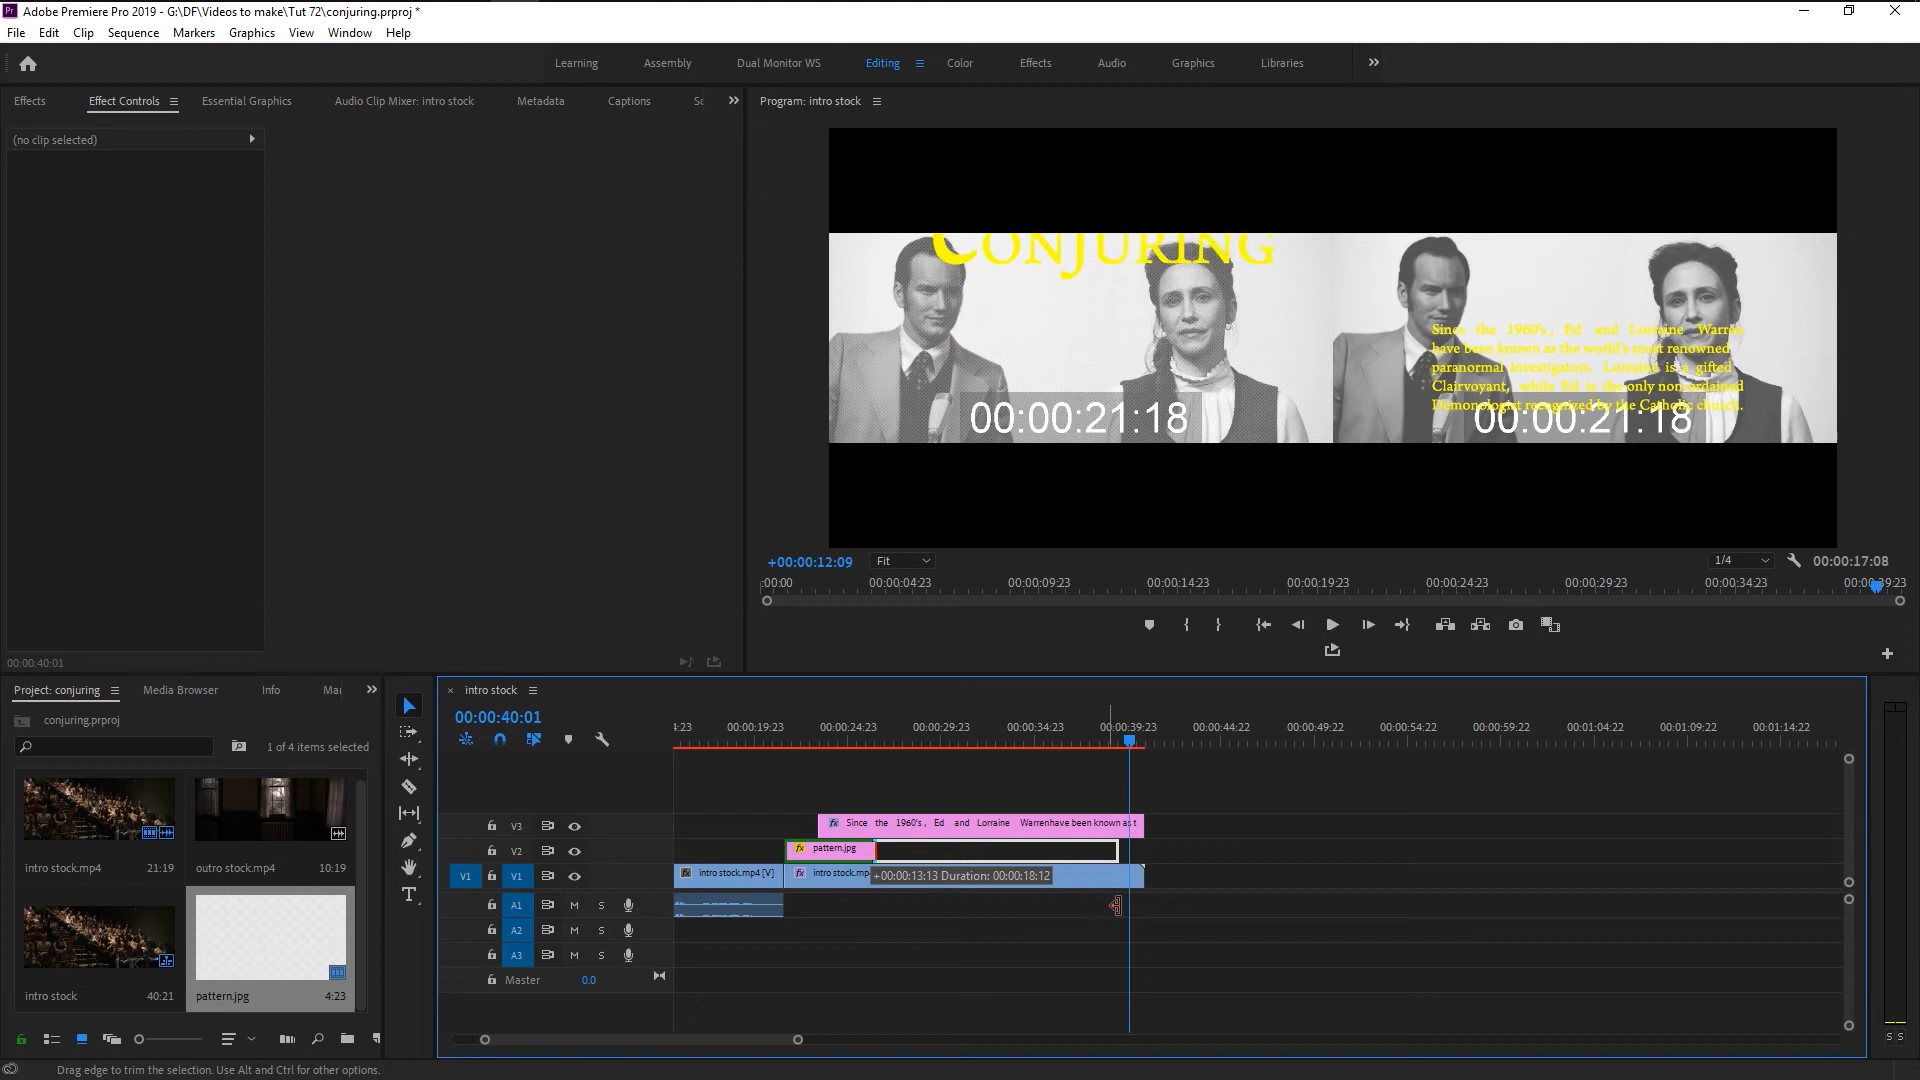 Adobe Premiere Pro 2019 - G:\DF\Videos to make\Tut 72\conjuring.prproj *
File Edit Clip Sequence Markers Graphics View Window Help
Learning Assembly Dual Monitor WS Editing Color Effects Audio Graphics Libraries
Effects Effect Controls Essential Graphics Audio Clip Mixer: intro stock Metadata Captions Sc
(no clip selected)
00:00:40:01
Program: intro stock
CONJURING
Since the 1960's, Ed and Lorraine Warren
have been known as the world's most renowned
paranormal investigators. Lorraine is a gifted
Clairvoyant, while Ed is the only non-ordained
Demonologist recognized by the Catholic church.
00:00:21:18 00:00:21:18
+00:00:12:09 Fit 1/4 00:00:17:08
:00:00 00:00:04:23 00:00:09:23 00:00:14:23 00:00:19:23 00:00:24:23 00:00:29:23 00:00:34:23 00:00:39:23
Project: conjuring Media Browser Info Mar
conjuring.prproj
1 of 4 items selected
intro stock.mp4 21:19 outro stock.mp4 10:19
intro stock 40:21 pattern.jpg 4:23
intro stock
00:00:40:01
4:23 00:00:19:23 00:00:24:23 00:00:29:23 00:00:34:23 00:00:39:23 00:00:44:22 00:00:49:22 00:00:54:22 00:00:59:22 00:01:04:22 00:01:09:22 00:01:14:22
V3 fx Since the 1960's, Ed and Lorraine Warrenhave been known as t
V2 fx pattern.jpg
V1 V1 fx intro stock.mp4 [V] fx intro stock.mp
+00:00:13:13 Duration: 00:00:18:12
A1 M S
A2 M S
A3 M S
Master 0.0
S S
Drag edge to trim the selection. Use Alt and Ctrl for other options.